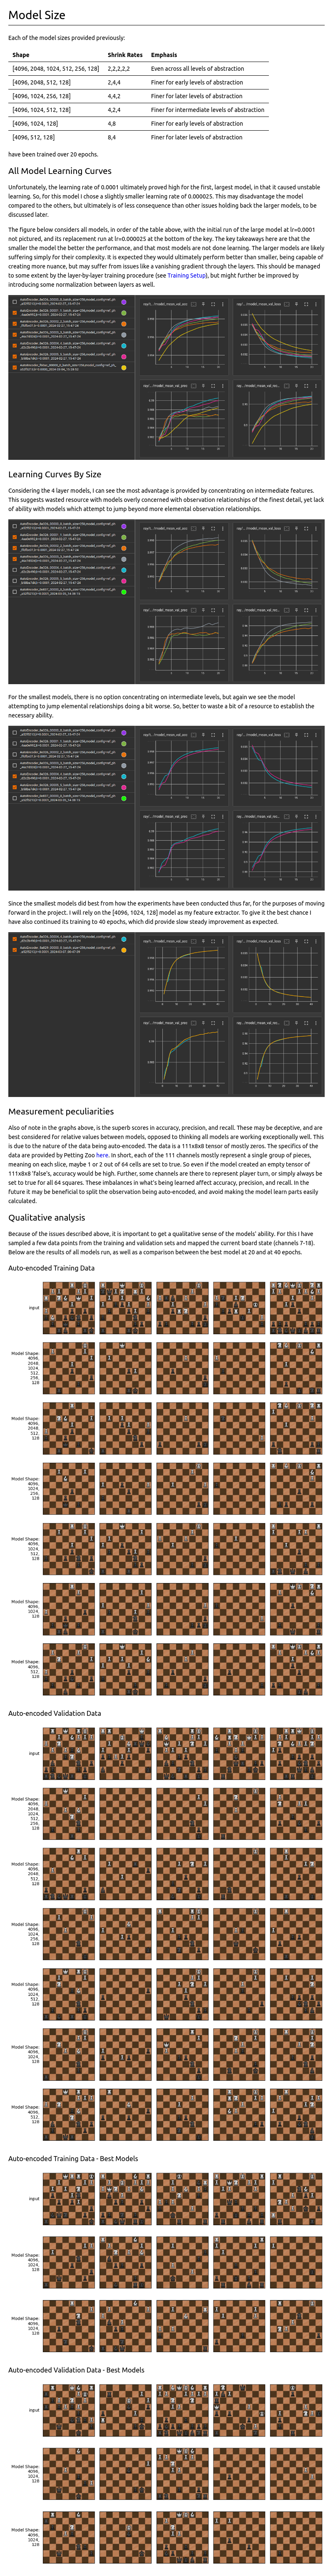 Model Size
Each of the model sizes provided previously:
Shape Shrink Rates Emphasis
[4096, 2048, 1024, 512, 256, 128] 2,2,2,2,2 Even across all levels of abstraction
[4096, 2048, 512, 128] 2,4,4 Finer for early levels of abstraction
[4096, 1024, 256, 128] 4,4,2 Finer for later levels of abstraction
[4096, 1024, 512, 128] 4,2,4 Finer for intermediate levels of abstraction
[4096, 1024, 128] 4,8 Finer for early levels of abstraction
[4096, 512, 128] 8,4 Finer for later levels of abstraction
have been trained over 20 epochs.
All Model Learning Curves
Unfortunately, the learning rate of 0.0001 ultimately proved high for the first, largest model, in that it caused unstable
learning. So, for this model I chose a slightly smaller learning rate of 0.000025. This may disadvantage the model
compared to the others, but ultimately is of less consequence than other issues holding back the larger models, to be
discussed later.
The figure below considers all models, in order of the table above, with the initial run of the large model at lr=0.0001
not pictured, and its replacement run at lr=0.000025 at the bottom of the key. The key takeaways here are that the
smaller the model the better the performance, and that most models are not done learning. The larger models are likely
suffering simply for their complexity. It is expected they would ultimately perform better than smaller, being capable of
creating more nuance, but may suffer from issues like a vanishing gradient through the layers. This should be managed
to some extent by the layer-by-layer training procedure (see Training Setup), but might further be improved by
introducing some normalization between layers as well.
Learning Curves By Size
Considering the 4 layer models, I can see the most advantage is provided by concentrating on intermediate features.
This suggests wasted resource with models overly concerned with observation relationships of the finest detail, yet lack
of ability with models which attempt to jump beyond more elemental observation relationships.
For the smallest models, there is no option concentrating on intermediate levels, but again we see the model
attempting to jump elemental relationships doing a bit worse. So, better to waste a bit of a resource to establish the
necessary ability.
Since the smallest models did best from how the experiments have been conducted thus far, for the purposes of moving
forward in the project. I will rely on the [4096, 1024, 128] model as my feature extractor. To give it the best chance I
have also continued its training to 40 epochs, which did provide slow steady improvement as expected.
Measurement peculiarities
Also of note in the graphs above, is the superb scores in accuracy, precision, and recall. These may be deceptive, and are
best considered for relative values between models, opposed to thinking all models are working exceptionally well. This
is due to the nature of the data being auto-encoded. The data is a 111x8x8 tensor of mostly zeros. The specifics of the
data are provided by Petting Zoo here. In short, each of the 111 channels mostly represent a single group of pieces,
meaning on each slice, maybe 1 or 2 out of 64 cells are set to true. So even if the model created an empty tensor of
111x8x8 'false's, accuracy would be high. Further, some channels are there to represent player turn, or simply always be
set to true for all 64 squares. These imbalances in what's being learned affect accuracy, precision, and recall. In the
future it may be beneficial to split the observation being auto-encoded, and avoid making the model learn parts easily
calculated.
Qualitative analysis
Because of the issues described above, it is important to get a qualitative sense of the models' ability. For this I have
sampled a few data points from the training and validation sets and mapped the current board state (channels 7-18).
Below are the results of all models run, as well as a comparison between the best model at 20 and at 40 epochs.
Auto-encoded Training Data
input
Model Shape:
4096,
2048,
1024,
512,
256,
128
Model Shape:
4096,
2048,
512,
128
Model Shape:
4096,
1024,
256,
128
Model Shape:
4096,
1024,
512,
128
Model Shape:
4096,
1024,
128
Model Shape:
4096,
512,
128
Auto-encoded Validation Data
input
Model Shape:
4096,
2048,
1024,
512,
256,
128
Model Shape:
4096,
2048,
512,
128
Model Shape:
4096,
1024,
256,
128
Model Shape:
4096,
1024,
512,
128
Model Shape:
4096,
1024,
128
Model Shape:
4096,
512,
128
Auto-encoded Training Data - Best Models
input
Model Shape:
4096,
1024,
128
Model Shape:
4096,
1024,
128
Auto-encoded Validation Data - Best Models
input
Model Shape:
4096,
1024,
128
Model Shape:
4096,
1024,
128